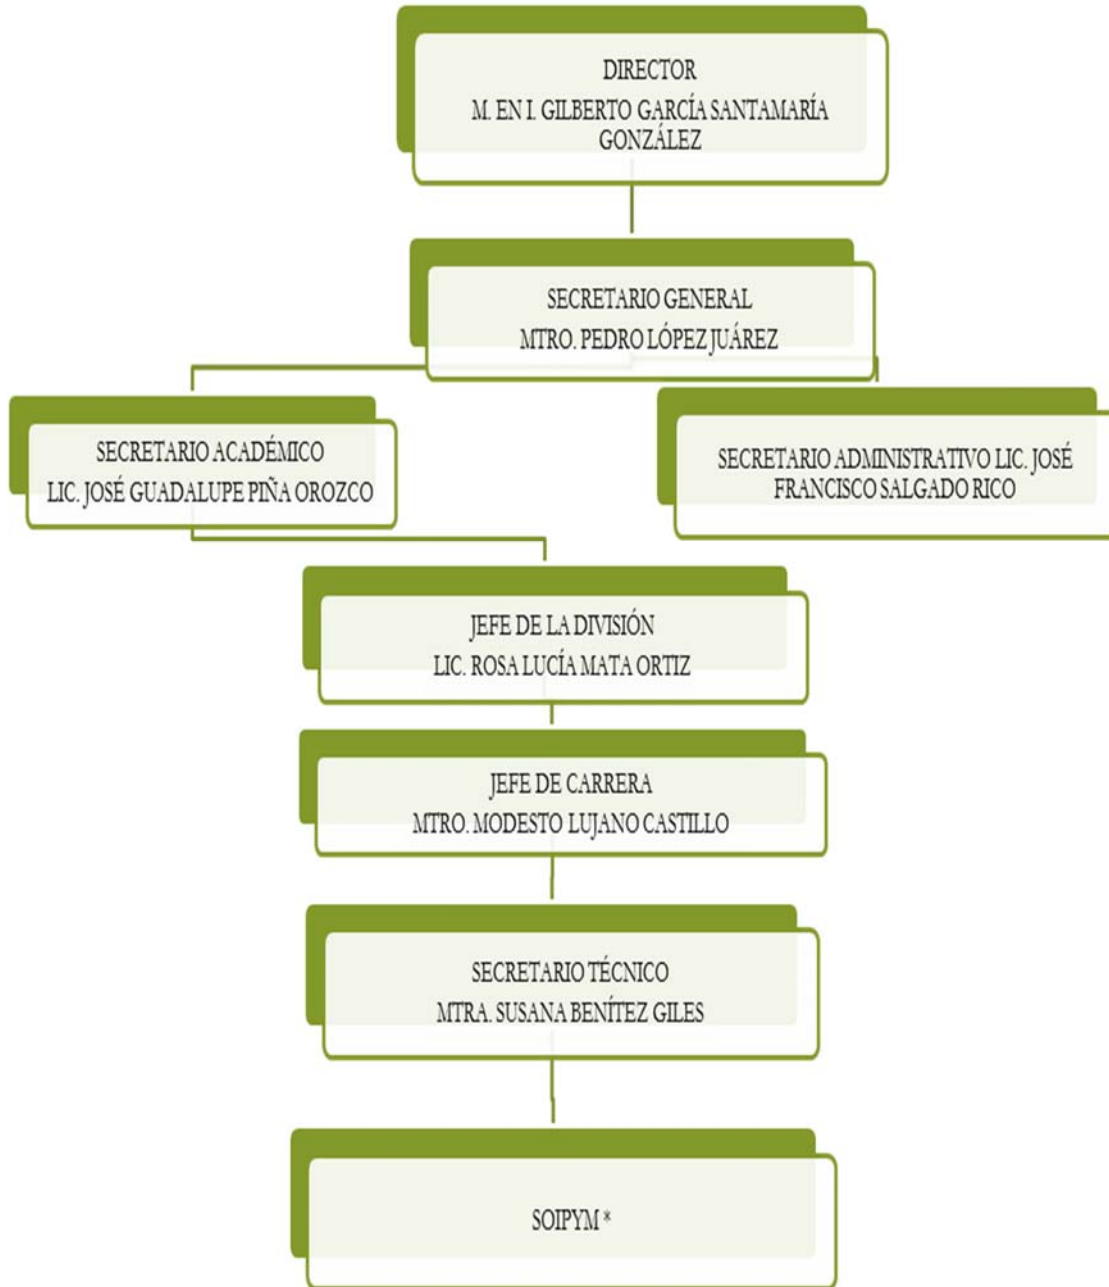 DIRECTOR
M. EN I. GILBERTO GARCÍA SANTAMARÍA
GONZÁLEZ
SECRETARIO GENERAL
MTRO. PEDRO LÓPEZ JUÁREZ
SECRETARIO ACADÉMICO
LIC. JOSÉ GUADALUPE PIÑA OROZCO
SECRETARIO ADMINISTRATIVO LIC. JOSÉ
FRANCISCO SALGADO RICO
JEFE DE LA DIVISIÓN
LIC. ROSA LUCÍA MATA ORTIZ
JEFE DE CARRERA
MTRO. MODESTO LUJANO CASTILLO
SECRETARIO TÉCNICO
MTRA. SUSANA BENÍTEZ GILES
SOIPYM *